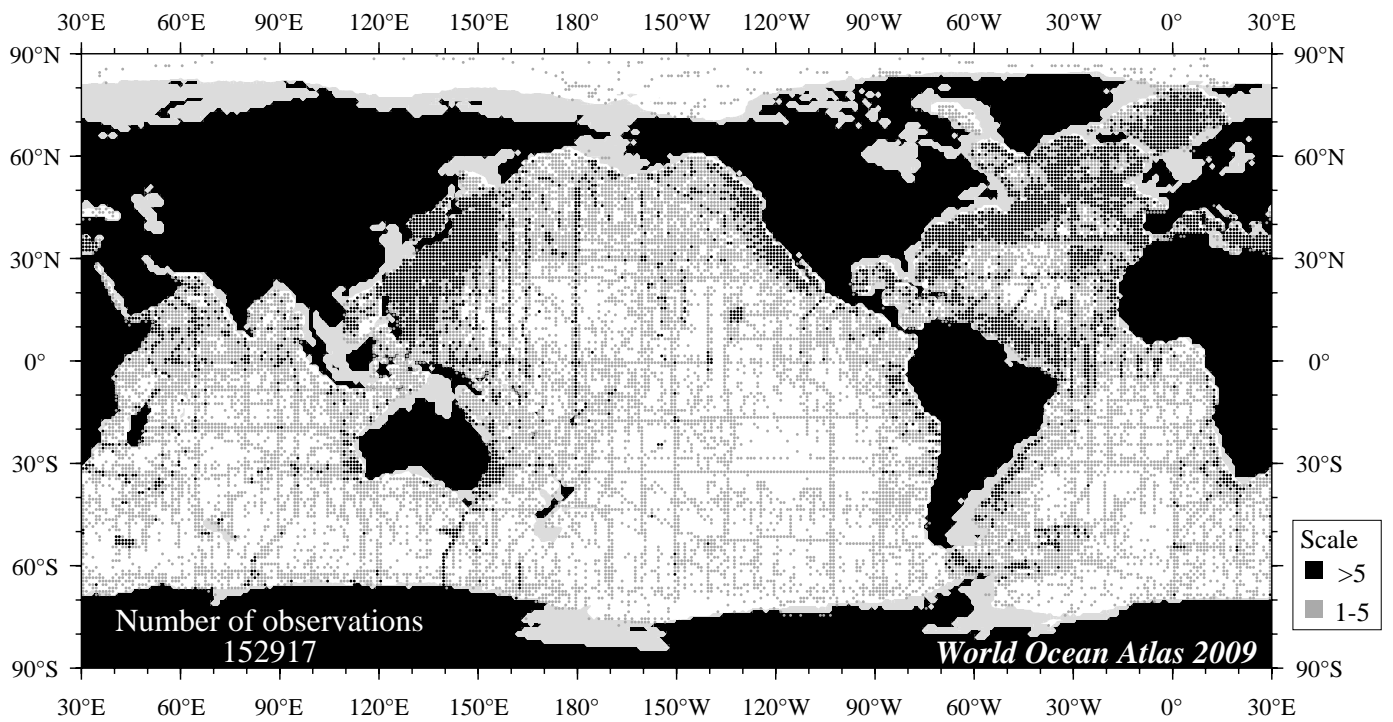 30°E 60°E 90°E 120°E 150°E 180° 150°W 120°W 90°W 60°W 30°W 0° 30°E
90°N 90°N
60°N 60°N
30°N 30°N
0° 0°
30°S 30°S
60°S 60°S
90°S 90°S
Scale
>5
1-5
Number of observations
152917
World Ocean Atlas 2009
30°E 60°E 90°E 120°E 150°E 180° 150°W 120°W 90°W 60°W 30°W 0° 30°E